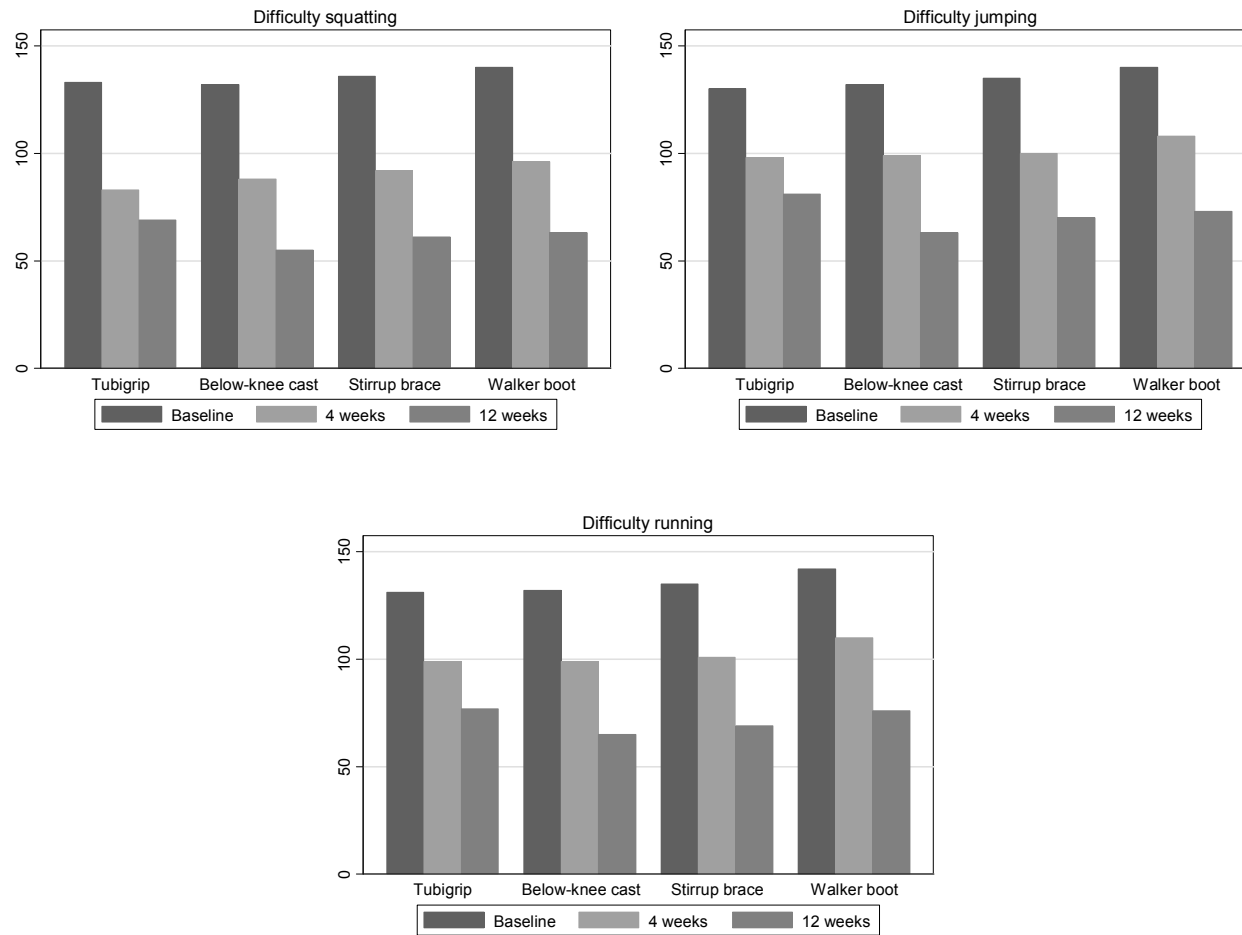 Difficulty squatting
150
100
50
0
Tubigrip Below-knee cast Stirrup brace Walker boot
Baseline 4 weeks 12 weeks
Difficulty jumping
150
100
50
0
Tubigrip Below-knee cast Stirrup brace Walker boot
Baseline 4 weeks 12 weeks
Difficulty running
150
100
50
0
Tubigrip Below-knee cast Stirrup brace Walker boot
Baseline 4 weeks 12 weeks